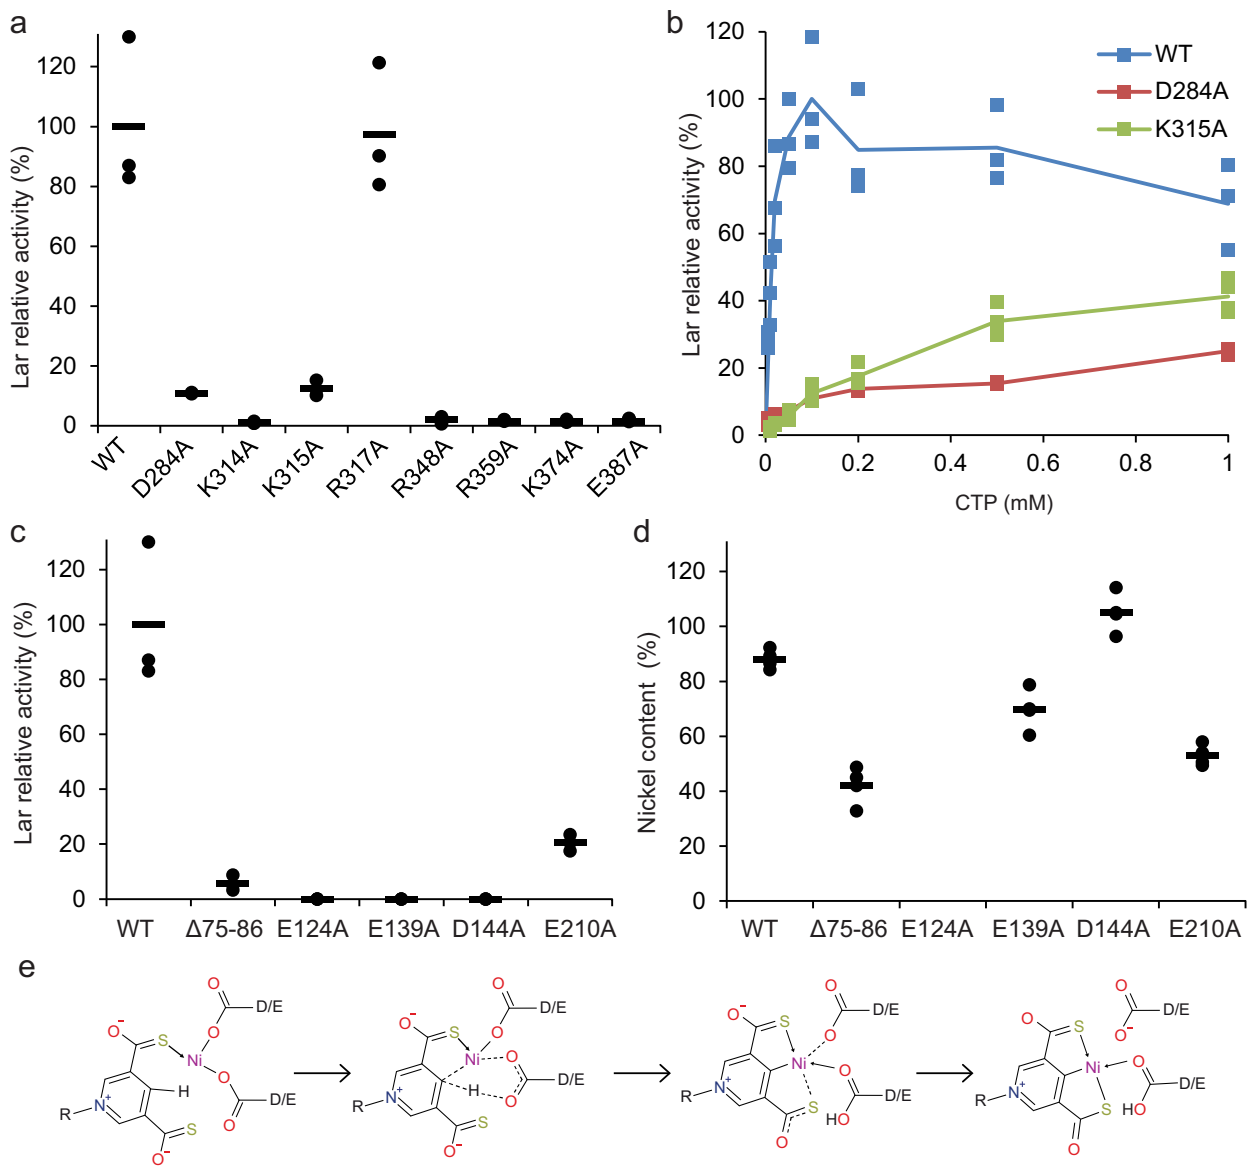 a
Lar relative activity (%)
120
100
80
60
40
20
0
WT
D284A
K314A
K315A
R317A
R348A
R359A
K374A
E387A
b
Lar relative activity (%)
120
100
80
60
40
20
0
0
0.2
0.4
0.6
0.8
1
CTP (mM)
WT
D284A
K315A
c
Lar relative activity (%)
120
100
80
60
40
20
0
WT
Δ75-86
E124A
E139A
D144A
E210A
d
Nickel content (%)
120
100
80
60
40
20
0
WT
Δ75-86
E124A
E139A
D144A
E210A
e
O
O−
S
O
D/E
Ni
O
H
D/E
O
R
N+
S
O−
O
O−
S
O
D/E
Ni
O
H
D/E
O
R
N+
S
O−
O
O−
S
O
D/E
Ni
O
D/E
HO
R
N+
S
O
O
O
S
O−
D/E
Ni
O
D/E
HO
R
N+
S
O